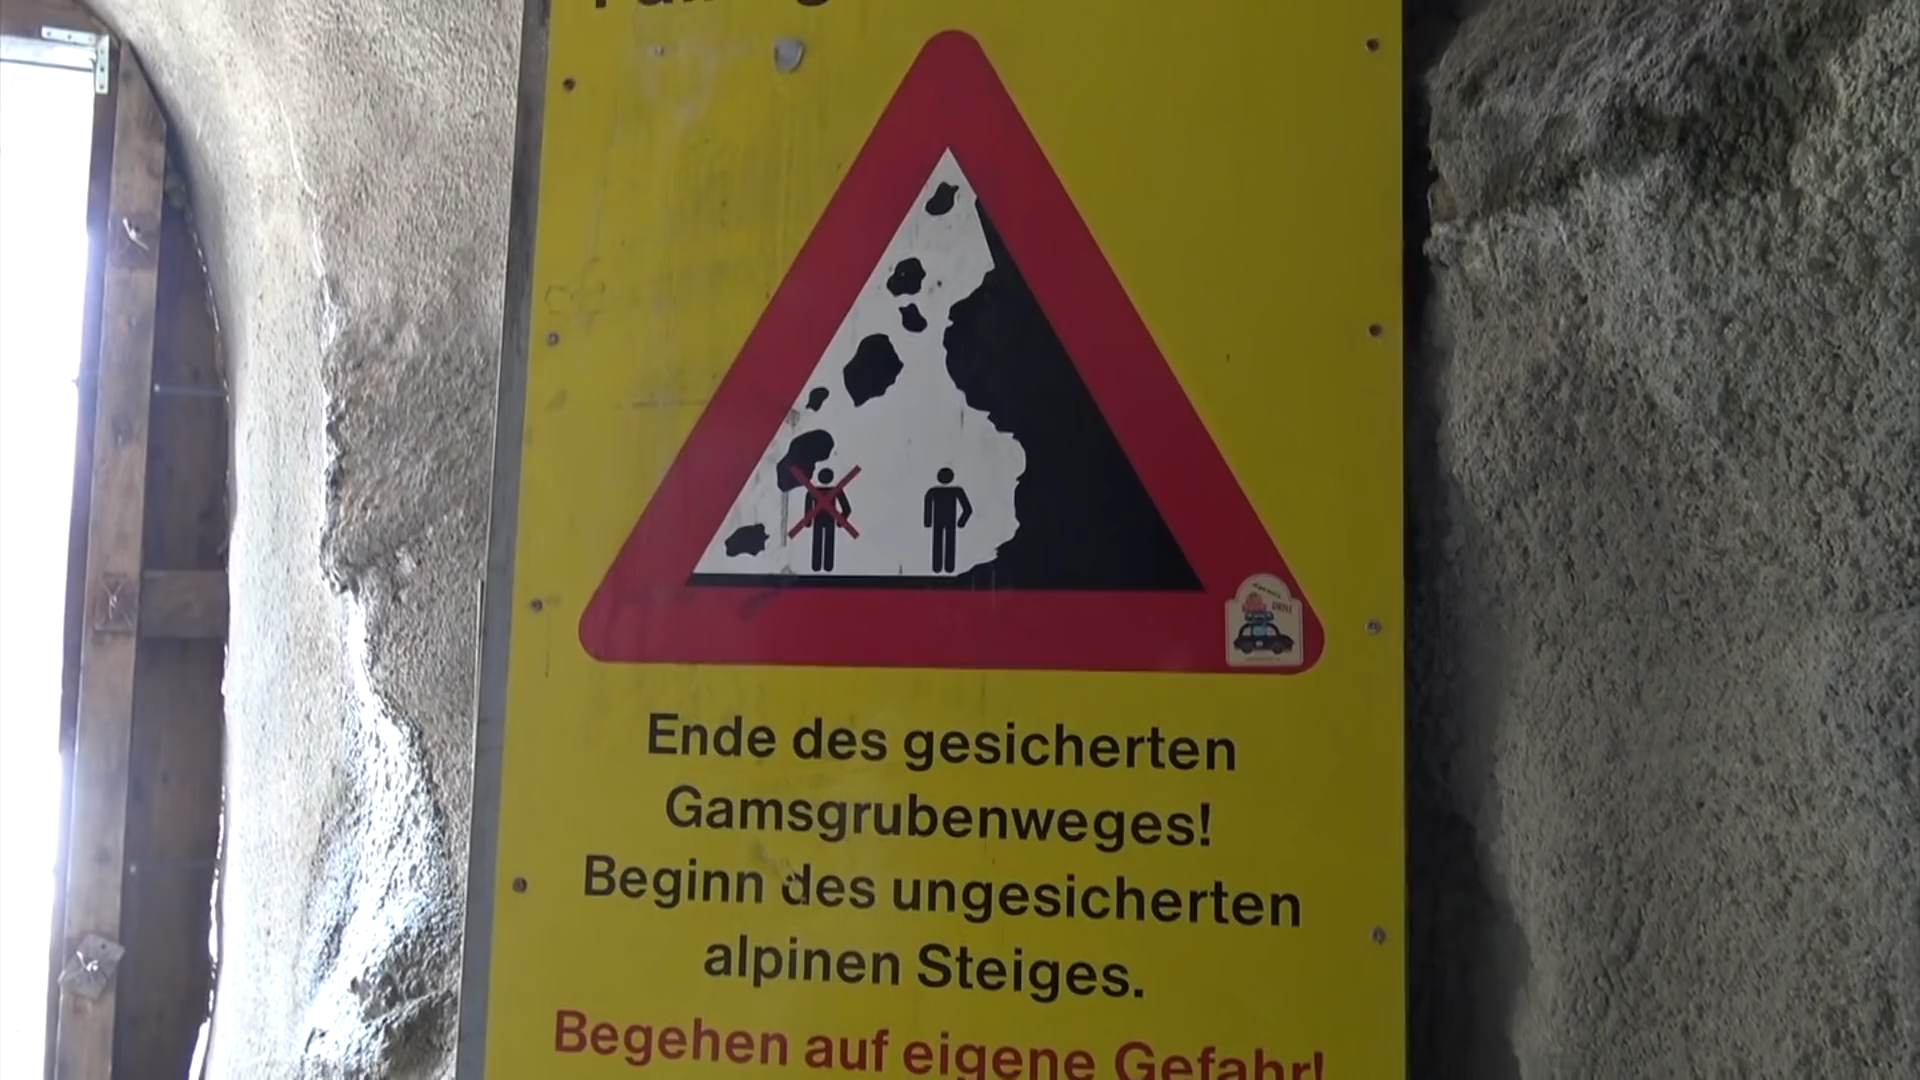 Ende des gesicherten
Gamsgrubenweges!
Beginn des ungesicherten
alpinen Steiges.
Begehen auf eigene Gefahr!